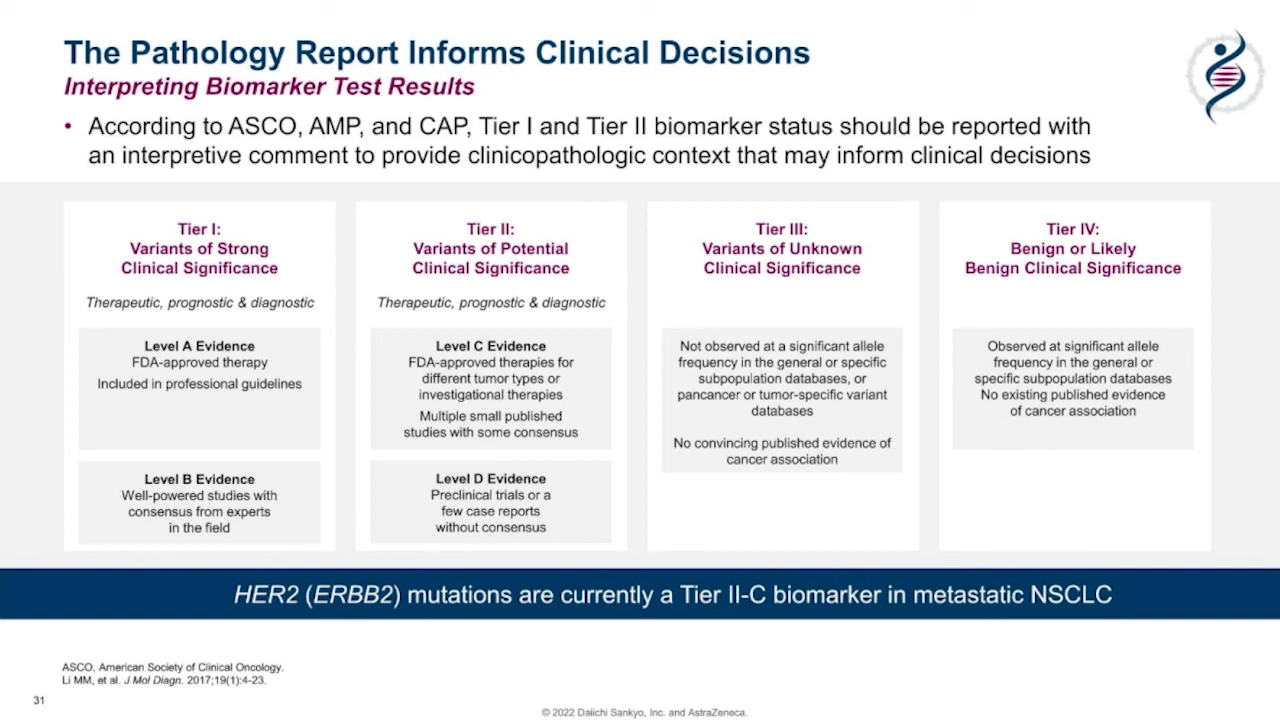 The Pathology Report Informs Clinical Decisions
Interpreting Biomarker Test Results
• According to ASCO, AMP, and CAP, Tier I and Tier II biomarker status should be reported with
an interpretive comment to provide clinicopathologic context that may inform clinical decisions
Tier I:
Variants of Strong
Clinical Significance
Therapeutic, prognostic & diagnostic
Level A Evidence
FDA-approved therapy
Included in professional guidelines
Level B Evidence
Well-powered studies with
consensus from experts
in the field
Tier II:
Variants of Potential
Clinical Significance
Therapeutic, prognostic & diagnostic
Level C Evidence
FDA-approved therapies for
different tumor types or
investigational therapies
Multiple small published
studies with some consensus
Level D Evidence
Preclinical trials or a
few case reports
without consensus
Tier III:
Variants of Unknown
Clinical Significance
Not observed at a significant allele
frequency in the general or specific
subpopulation databases, or
pancancer or tumor-specific variant
databases
No convincing published evidence of
cancer association
Tier IV:
Benign or Likely
Benign Clinical Significance
Observed at significant allele
frequency in the general or
specific subpopulation databases
No existing published evidence
of cancer association
HER2 (ERBB2) mutations are currently a Tier II-C biomarker in metastatic NSCLC
ASCO, American Society of Clinical Oncology.
Li MM, et al. J Mol Diagn. 2017;19(1):4-23.
31
© 2022 Daiichi Sankyo, Inc. and AstraZeneca.